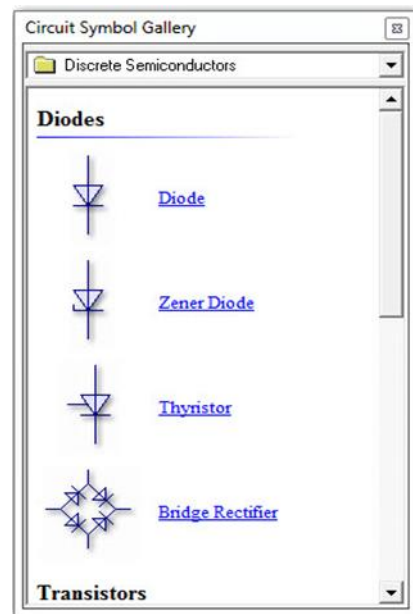 Circuit Symbol Gallery
Discrete Semiconductors
Diodes
Diode
Zener Diode
Thyristor
Bridge Rectifier
Transistors